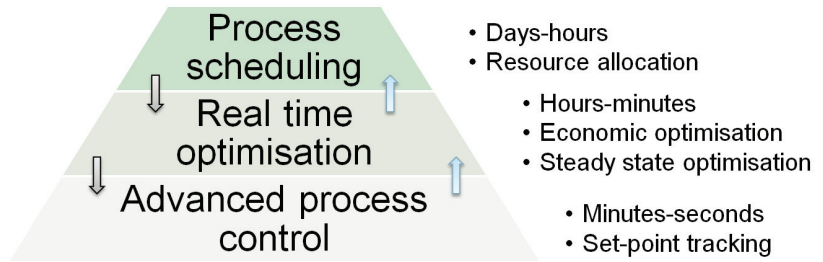 Process
scheduling
• Days-hours
• Resource allocation
Real time
optimisation
• Hours-minutes
• Economic optimisation
• Steady state optimisation
Advanced process
control
• Minutes-seconds
• Set-point tracking